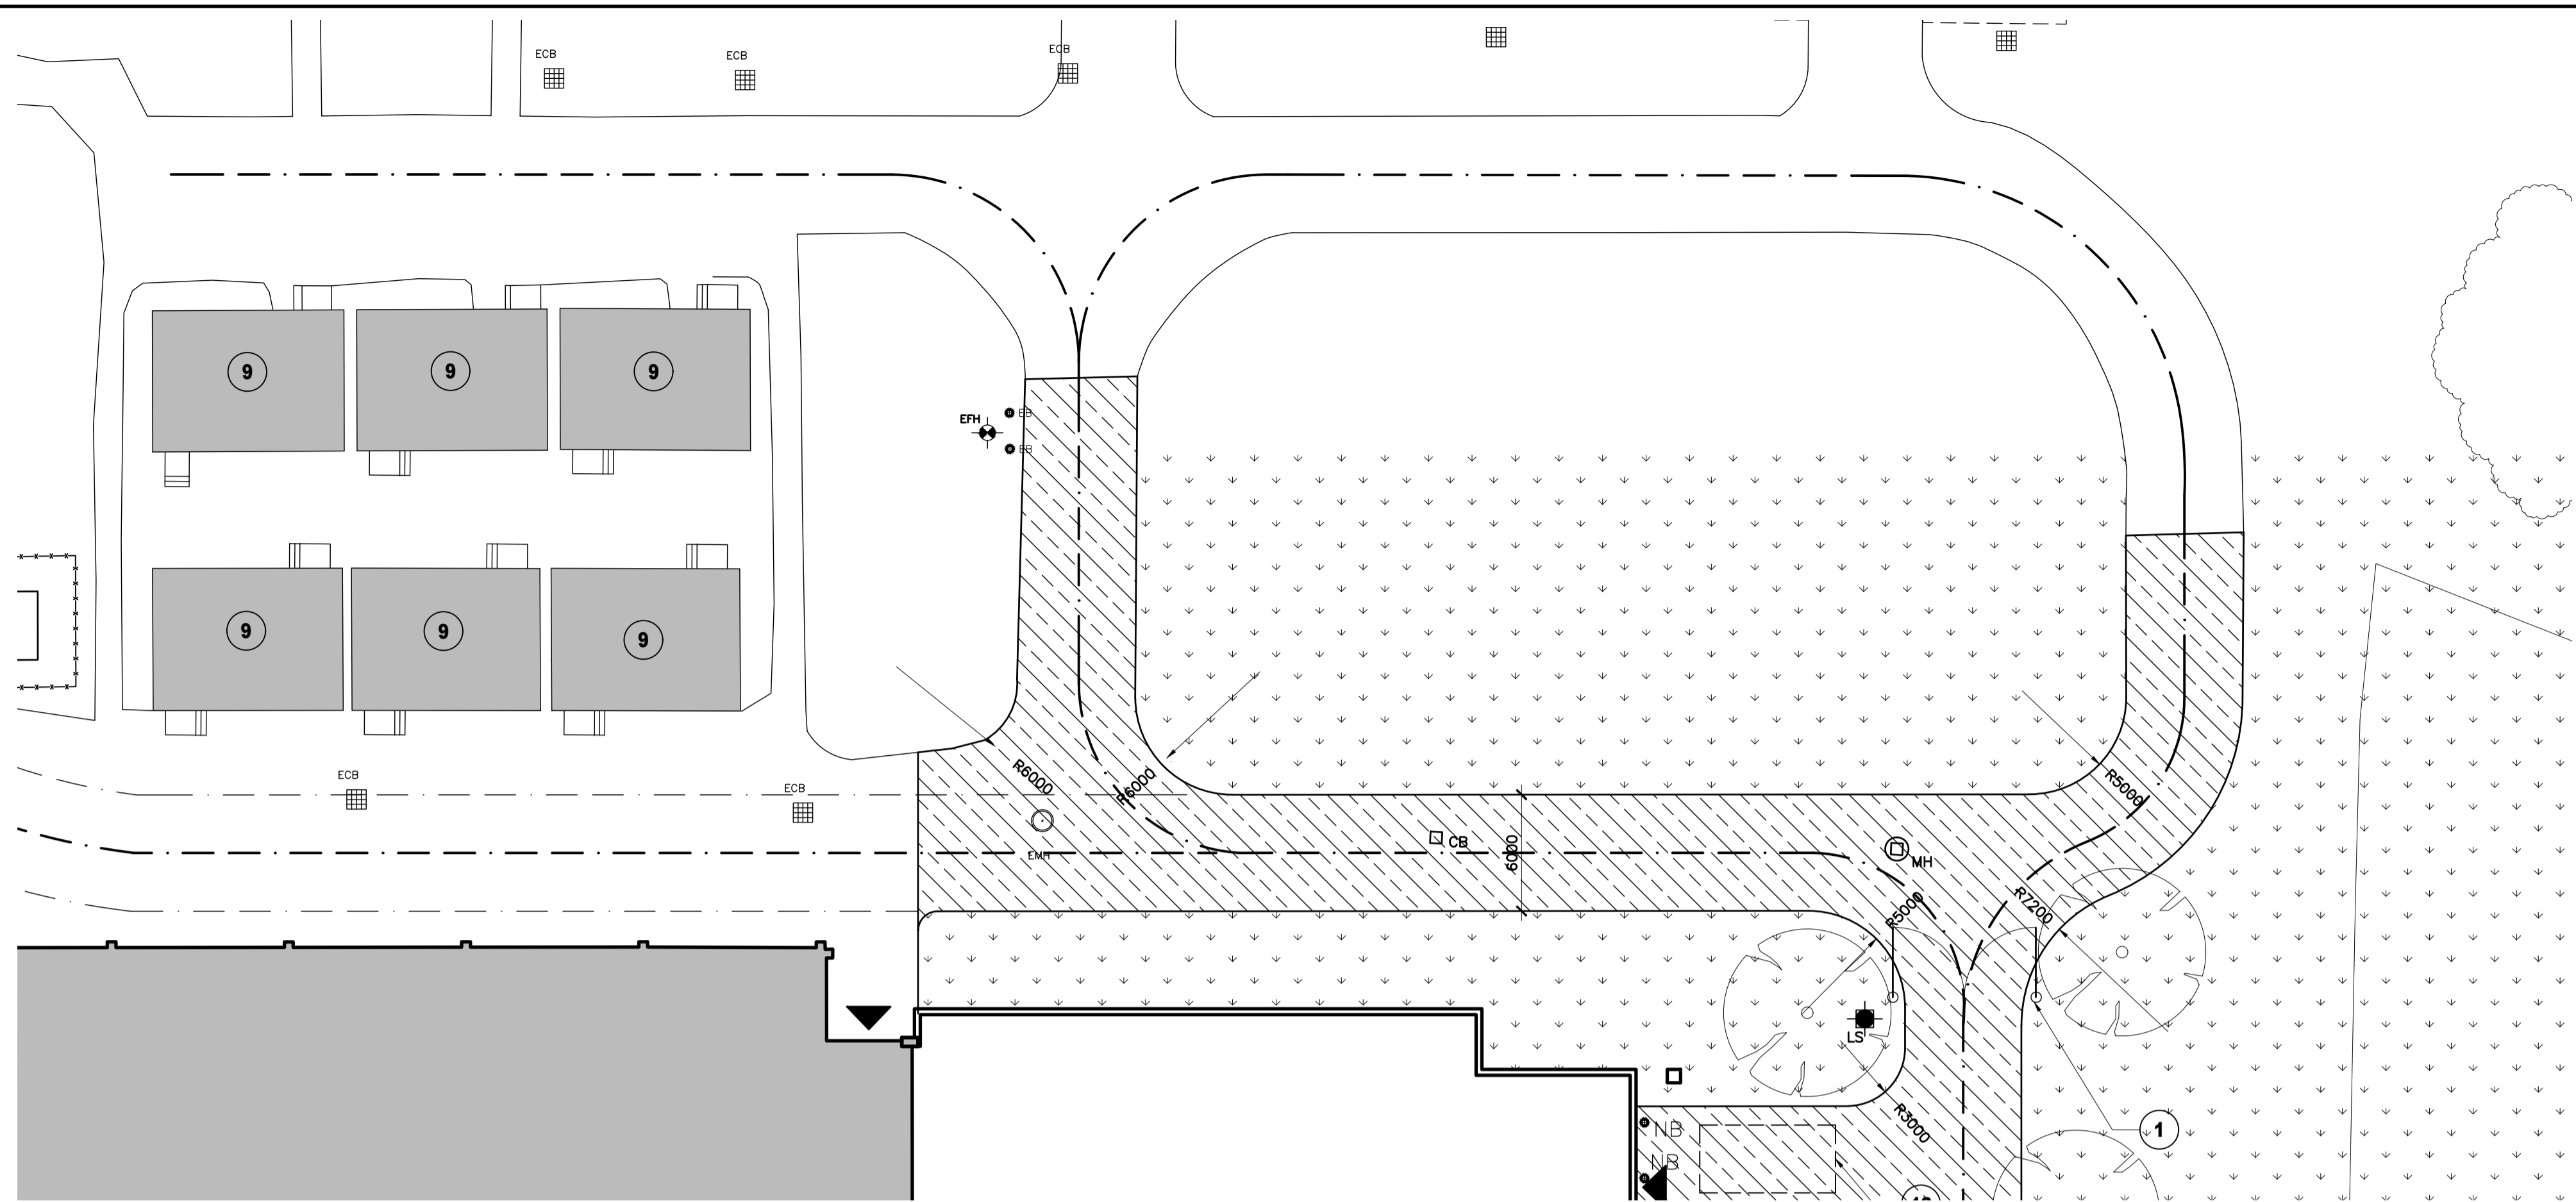 ECB
ECB
ECB
9
9
9
EFH
EB
EB
9
9
9
ECB
ECB
R6000
R6000
R5000
EMH
CB
6000
MH
R5000
R7200
LS
R3000
NB
NB
1